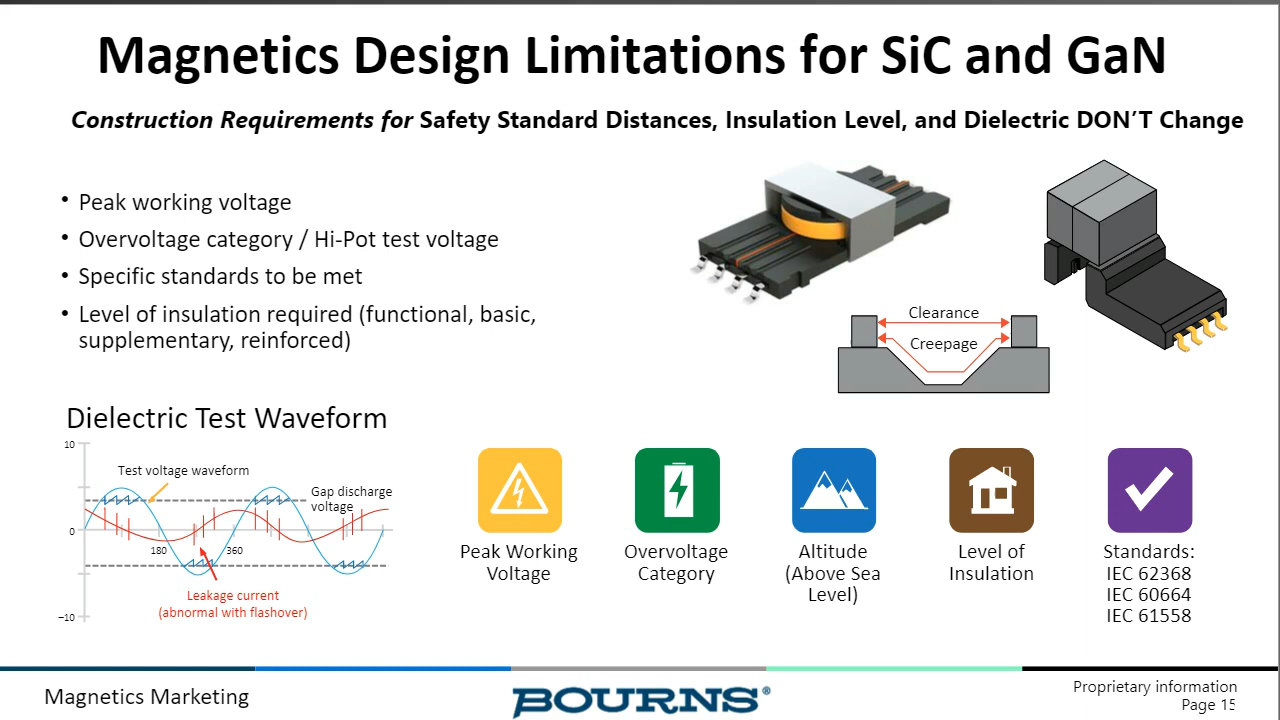 Magnetics Design Limitations for SiC and GaN
Construction Requirements for Safety Standard Distances, Insulation Level, and Dielectric DON'T Change
• Peak working voltage
• Overvoltage category / Hi-Pot test voltage
• Specific standards to be met
• Level of insulation required (functional, basic,
supplementary, reinforced)
Clearance
Creepage
Dielectric Test Waveform
10
Test voltage waveform
Gap discharge
voltage
0
180
360
Leakage current
(abnormal with flashover)
–10
Peak Working
Voltage
Overvoltage
Category
Altitude
(Above Sea
Level)
Level of
Insulation
Standards:
IEC 62368
IEC 60664
IEC 61558
Magnetics Marketing
BOURNS®
Proprietary information
Page 15